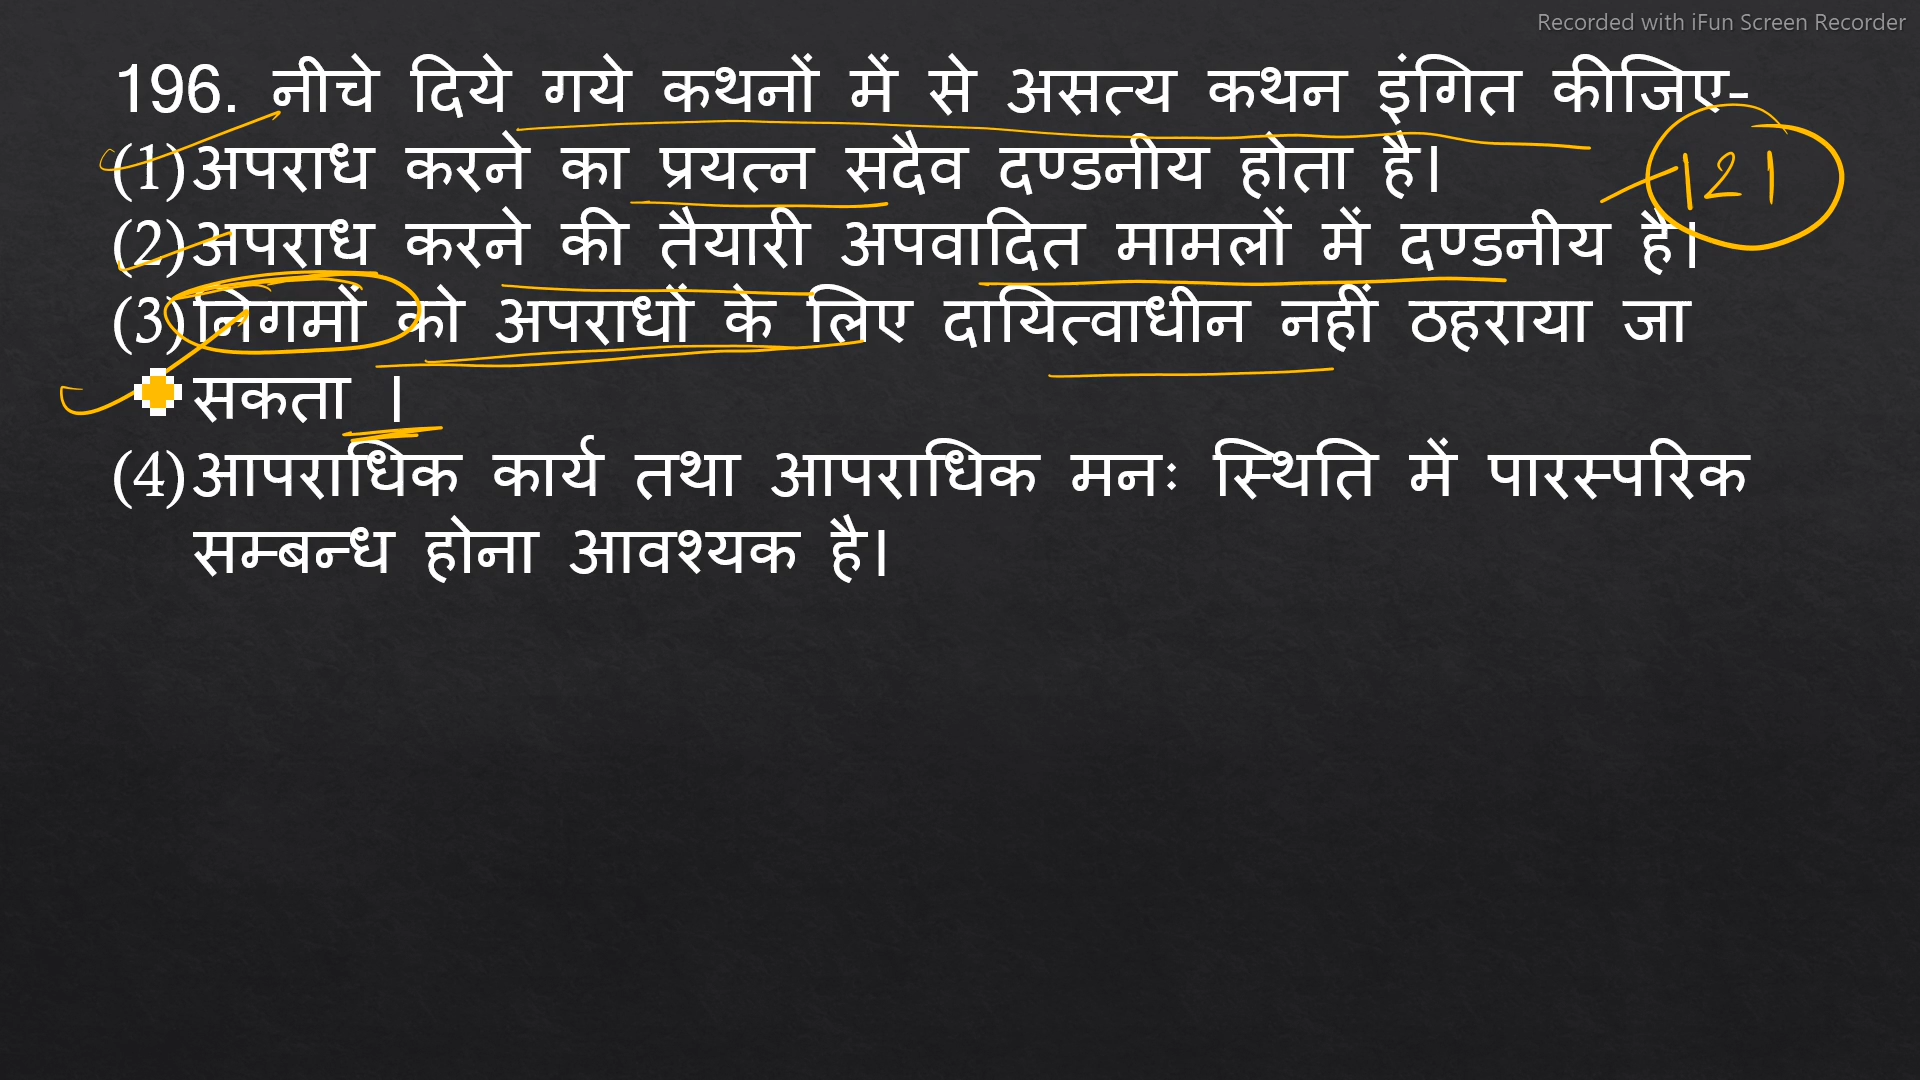 Recorded with iFun Screen Recorder
196. नीचे दिये गये कथनों में से असत्य कथन इंगित कीजिए-
(1) अपराध करने का प्रयत्न सदैव दण्डनीय होता है।
121
(2) अपराध करने की तैयारी अपवादित मामलों में दण्डनीय है।
(3) निगमों को अपराधों के लिए दायित्वाधीन नहीं ठहराया जा
सकता ।
(4) आपराधिक कार्य तथा आपराधिक मनः स्थिति में पारस्परिक
सम्बन्ध होना आवश्यक है।